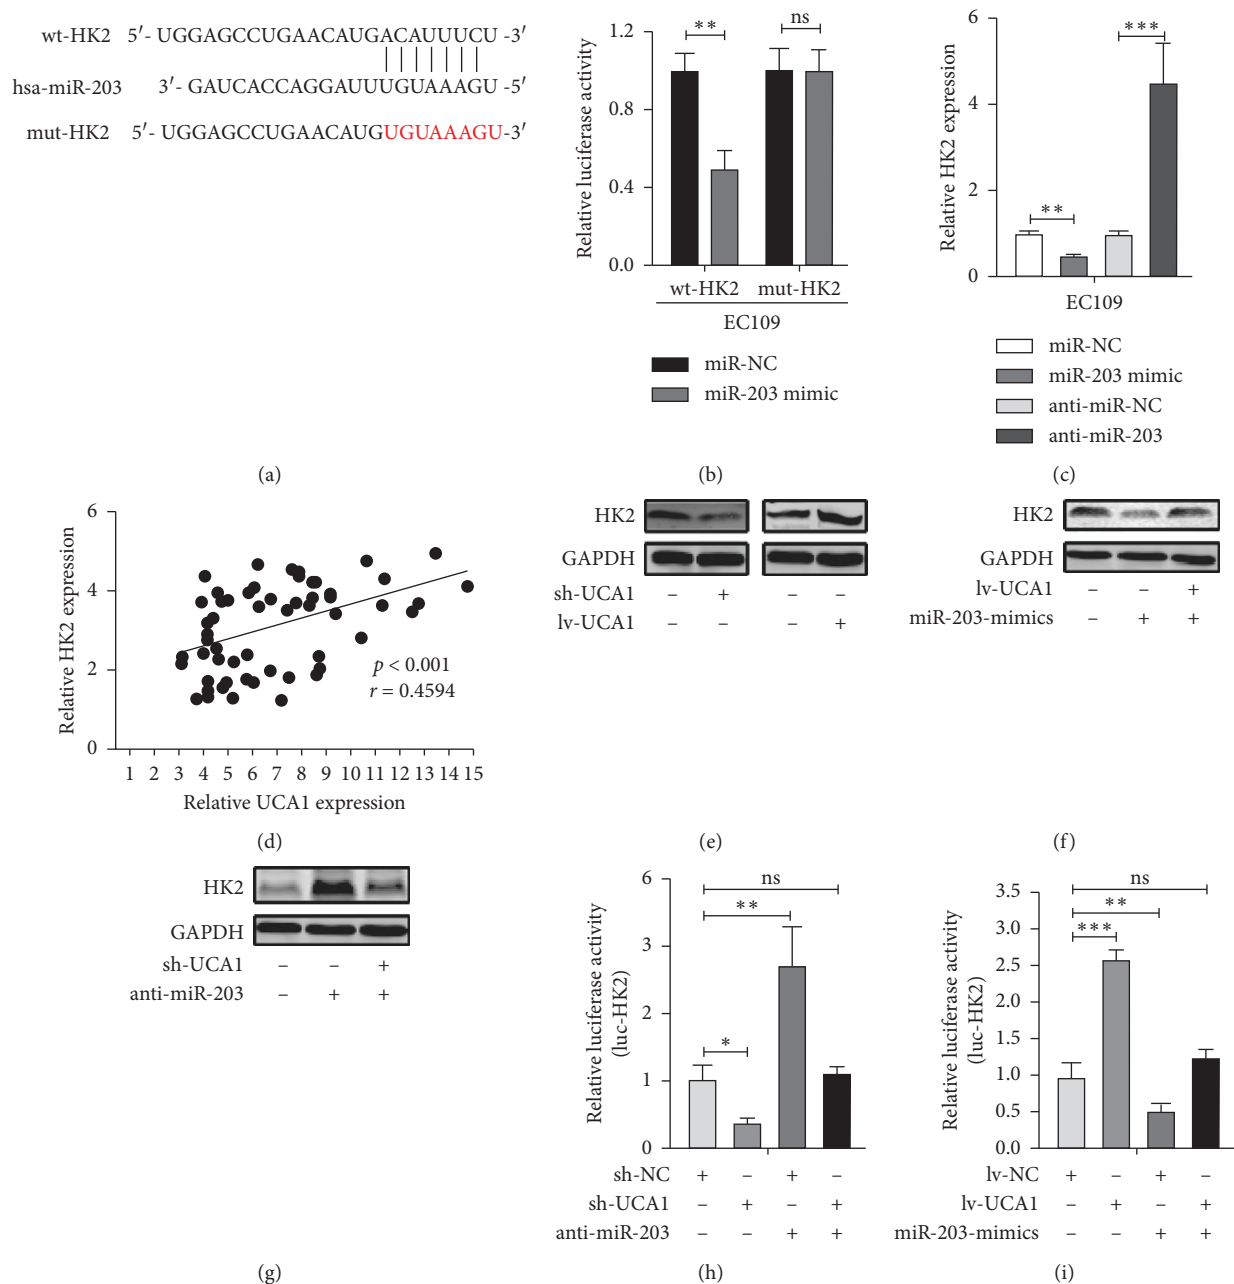 wt-HK2 5′- UGGAGCCUGAACAUGACAUUUCU -3′
hsa-miR-203 3′- GAUCACCAGGAUUUGUAAAGU -5′
mut-HK2 5′- UGGAGCCUGAACAUGUGUAAAGU-3′
(a)
Relative luciferase activity
1.2
0.8
0.4
0.0
**
ns
wt-HK2 mut-HK2
EC109
miR-NC
miR-203 mimic
(b)
Relative HK2 expression
6
4
2
0
**
***
EC109
miR-NC
miR-203 mimic
anti-miR-NC
anti-miR-203
(c)
Relative HK2 expression
6
4
2
0
p < 0.001
r = 0.4594
1 2 3 4 5 6 7 8 9 10 11 12 13 14 15
Relative UCA1 expression
(d)
HK2
GAPDH
sh-UCA1 – + – –
lv-UCA1 – – – +
(e)
HK2
GAPDH
lv-UCA1 – – +
miR-203-mimics – + +
(f)
HK2
GAPDH
sh-UCA1 – – +
anti-miR-203 – + +
(g)
Relative luciferase activity
(luc-HK2)
6
3
2
1
0
ns
**
*
sh-NC + – + –
sh-UCA1 – + – +
anti-miR-203 – – + +
(h)
Relative luciferase activity
(luc-HK2)
3.5
3.0
2.5
2.0
1.5
1.0
0.5
0.0
ns
**
***
lv-NC + – + –
lv-UCA1 – + – +
miR-203-mimics – – + +
(i)